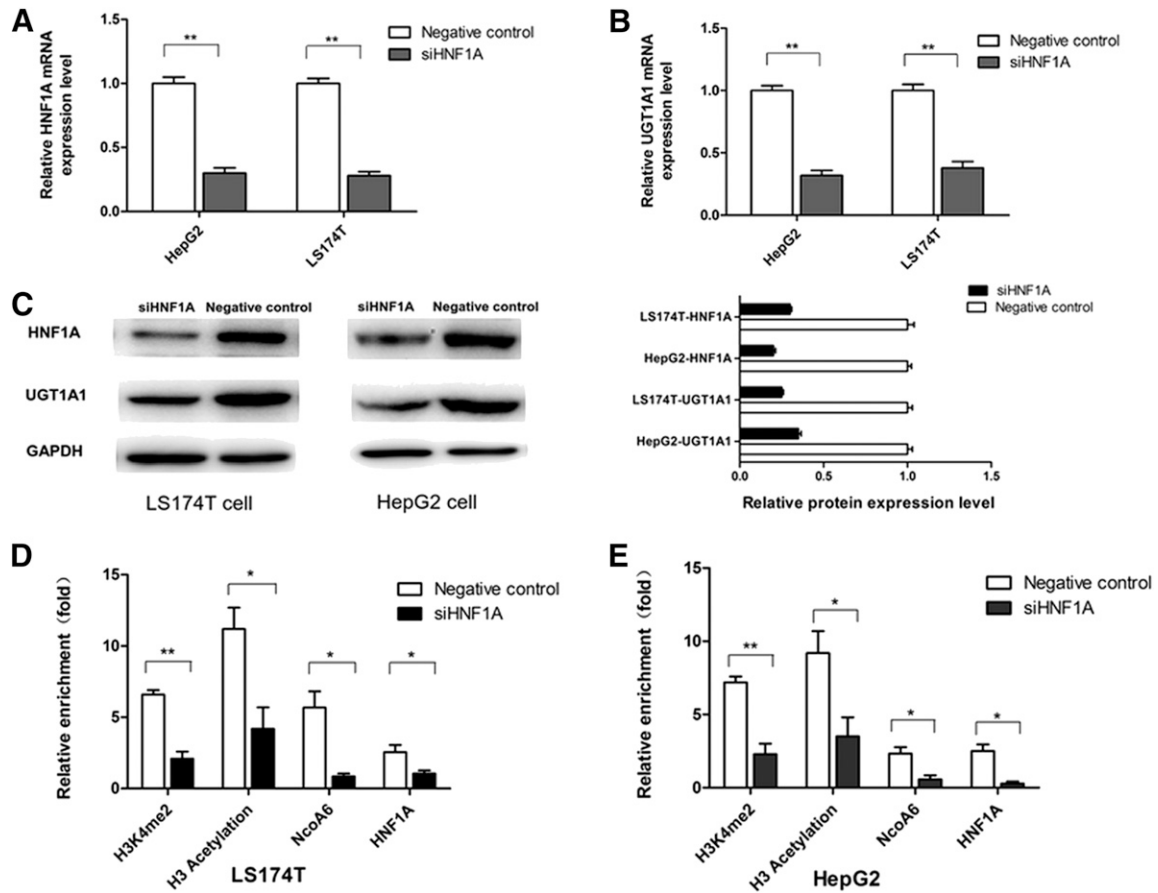 A
Relative HNF1A mRNA
expression level
1.5
1.0
0.5
0.0
**
**
Negative control
siHNF1A
HepG2
LS174T
B
Relative UGT1A1 mRNA
expression level
1.5
1.0
0.5
0.0
**
**
Negative control
siHNF1A
HepG2
LS174T
C
siHNF1A Negative control
siHNF1A Negative control
HNF1A
UGT1A1
GAPDH
LS174T cell
HepG2 cell
siHNF1A
Negative control
LS174T-HNF1A
HepG2-HNF1A
LS174T-UGT1A1
HepG2-UGT1A1
0.0 0.5 1.0 1.5
Relative protein expression level
D
Relative enrichment (fold)
15
10
5
0
**
*
*
*
Negative control
siHNF1A
H3K4me2
H3 Acetylation
NcoA6
HNF1A
LS174T
E
Relative enrichment (fold)
15
10
5
0
**
*
*
*
Negative control
siHNF1A
H3K4me2
H3 Acetylation
NcoA6
HNF1A
HepG2